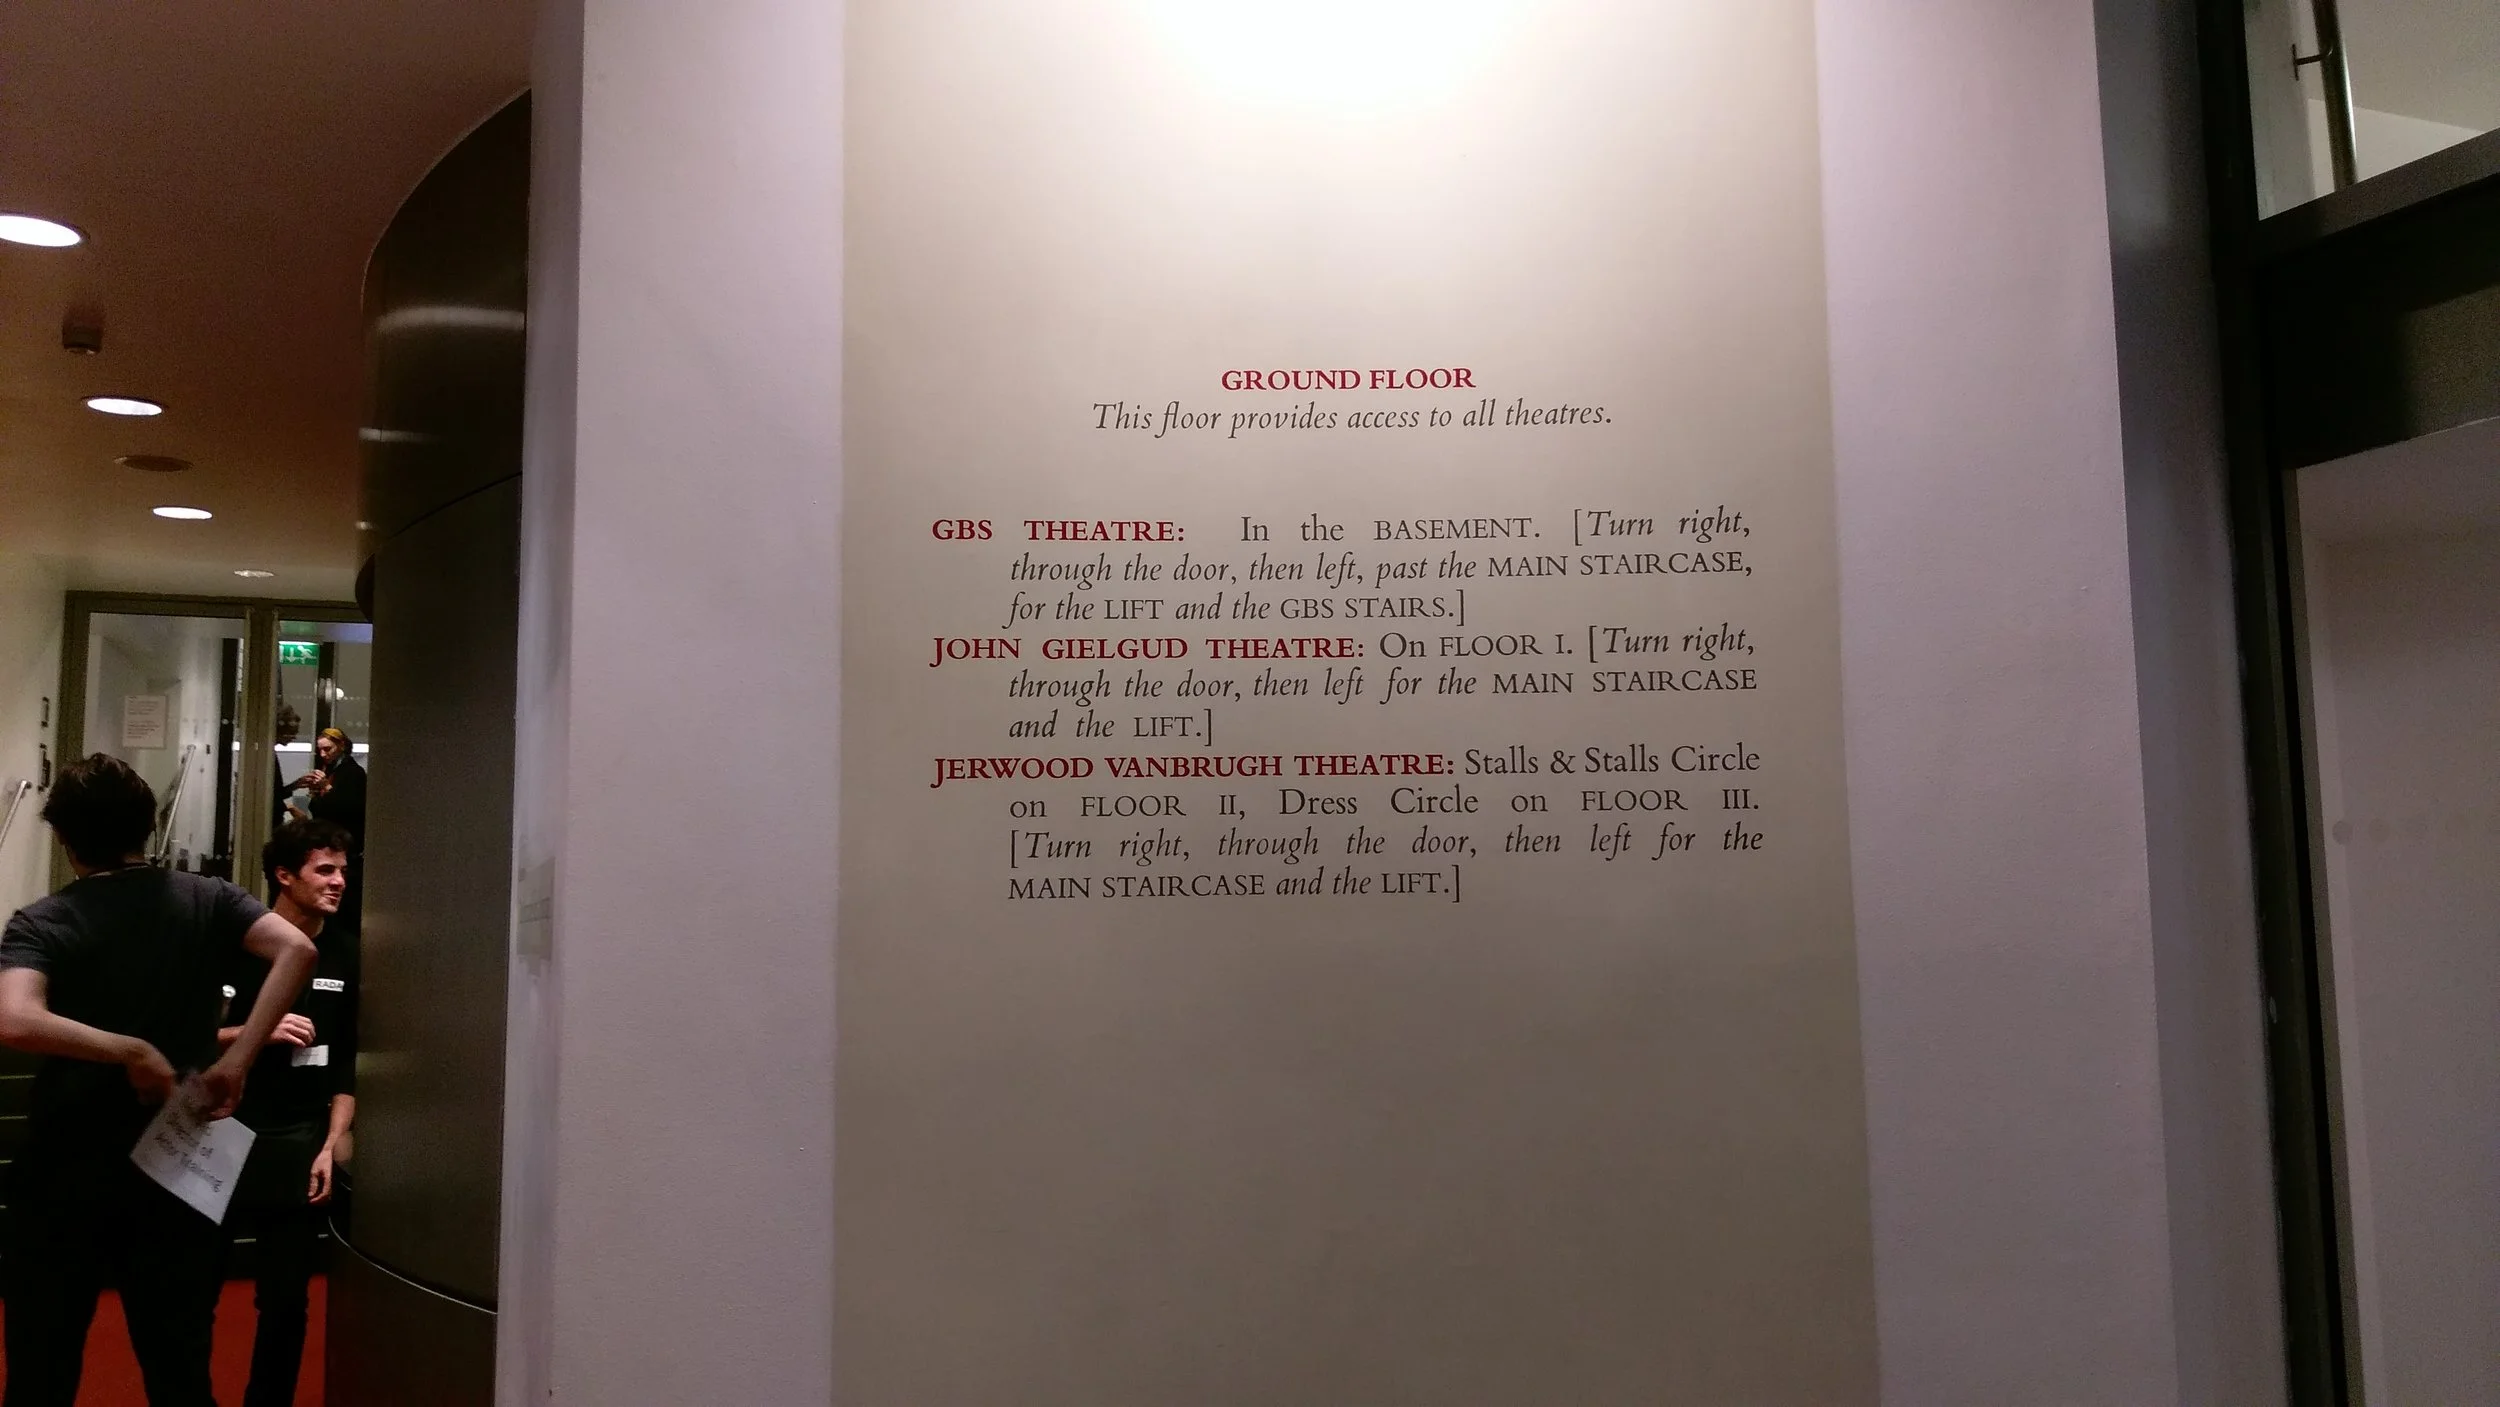 GROUND FLOOR
This floor provides access to all theatres.
GBS THEATRE: In the BASEMENT. [Turn right,
through the door, then left, past the MAIN STAIRCASE,
for the LIFT and the GBS STAIRS.]
JOHN GIELGUD THEATRE: On FLOOR I. [Turn right,
through the door, then left for the MAIN STAIRCASE
and the LIFT.]
JERWOOD VANBRUGH THEATRE: Stalls & Stalls Circle
on FLOOR II, Dress Circle on FLOOR III.
[Turn right, through the door, then left for the
MAIN STAIRCASE and the LIFT.]
RADA